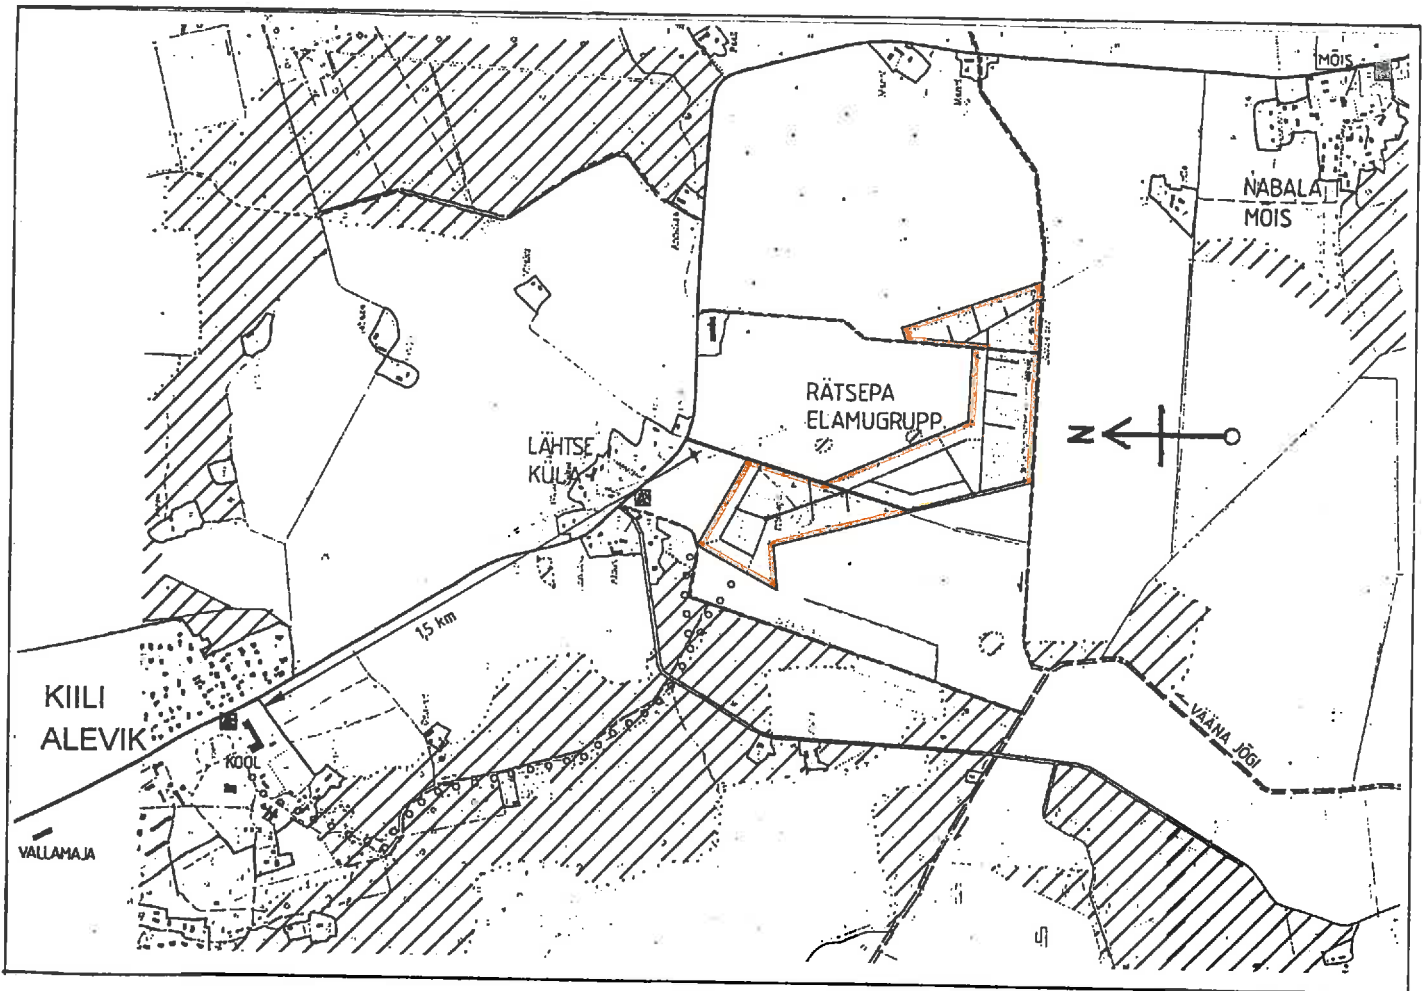 MÕIS
NABALA
MÕIS
RÄTSEPA
ELAMUGRUPP
N
LÄHTSE
KÜLA
1,5 km
KIILI
ALEVIK
KOOL
VÄÄNA JÕGI
VALLAMAJA